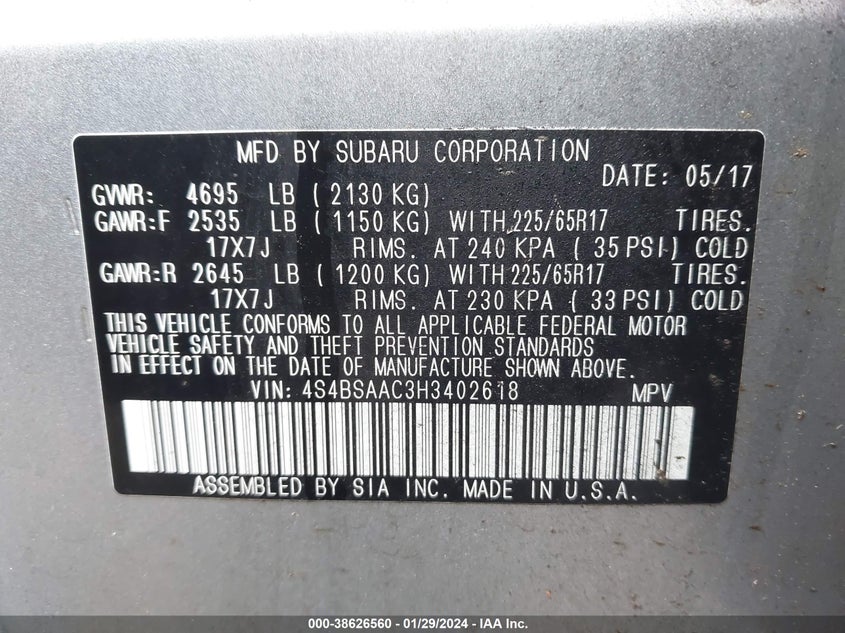 MFD BY SUBARU CORPORATION
DATE: 05/17
GVWR: 4695 LB ( 2130 KG)
GAWR:F 2535 LB ( 1150 KG) WITH 225/65R17 TIRES.
17X7J RIMS. AT 240 KPA ( 35 PSI) COLD
GAWR:R 2645 LB ( 1200 KG) WITH 225/65R17 TIRES.
17X7J RIMS. AT 230 KPA ( 33 PSI) COLD
THIS VEHICLE CONFORMS TO ALL APPLICABLE FEDERAL MOTOR
VEHICLE SAFETY AND THEFT PREVENTION STANDARDS
IN EFFECT ON THE DATE OF MANUFACTURE SHOWN ABOVE.
VIN: 4S4BSAAC3H3402618 MPV
ASSEMBLED BY SIA INC. MADE IN U.S.A.
000-38626560 - 01/29/2024 - IAA Inc.